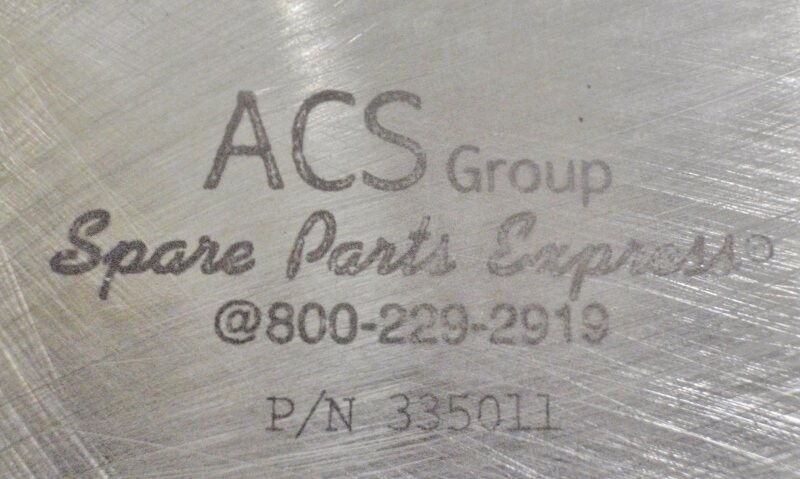 ACS Group
Spare Parts Express©
@800-229-2919
P/N 335011